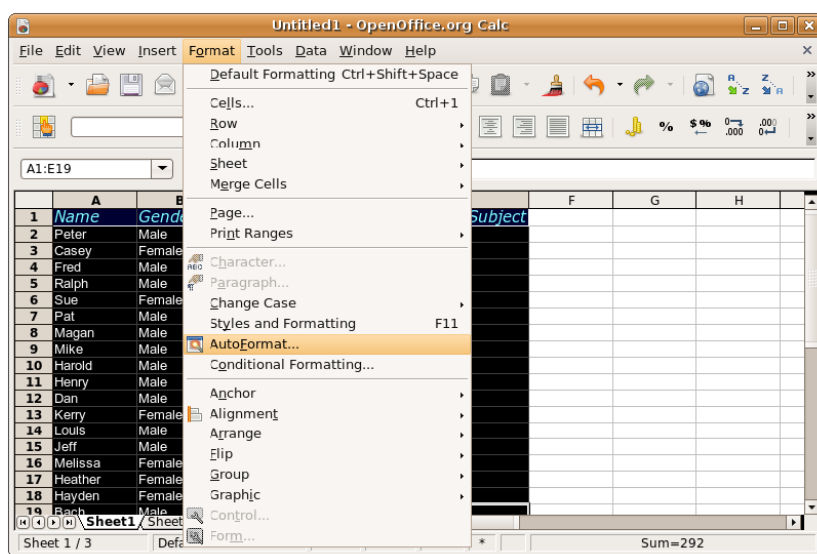 Untitled1 - OpenOffice.org Calc
File Edit View Insert Format Tools Data Window Help
Default Formatting Ctrl+Shift+Space
Cells... Ctrl+1
Row
Column
Sheet
Merge Cells
Page...
Print Ranges
Character...
Paragraph...
Change Case
Styles and Formatting F11
AutoFormat...
Conditional Formatting...
Anchor
Alignment
Arrange
Flip
Group
Graphic
Control...
Form...
A1:E19
A B F G H
1 Name Gende Subject
2 Peter Male
3 Casey Female
4 Fred Male
5 Ralph Male
6 Sue Female
7 Pat Male
8 Magan Male
9 Mike Male
10 Harold Male
11 Henry Male
12 Dan Male
13 Kerry Female
14 Louis Male
15 Jeff Male
16 Melissa Female
17 Heather Female
18 Hayden Female
19 Bach Male
Sheet1 Sheet
Sheet 1 / 3 Defa * Sum=292